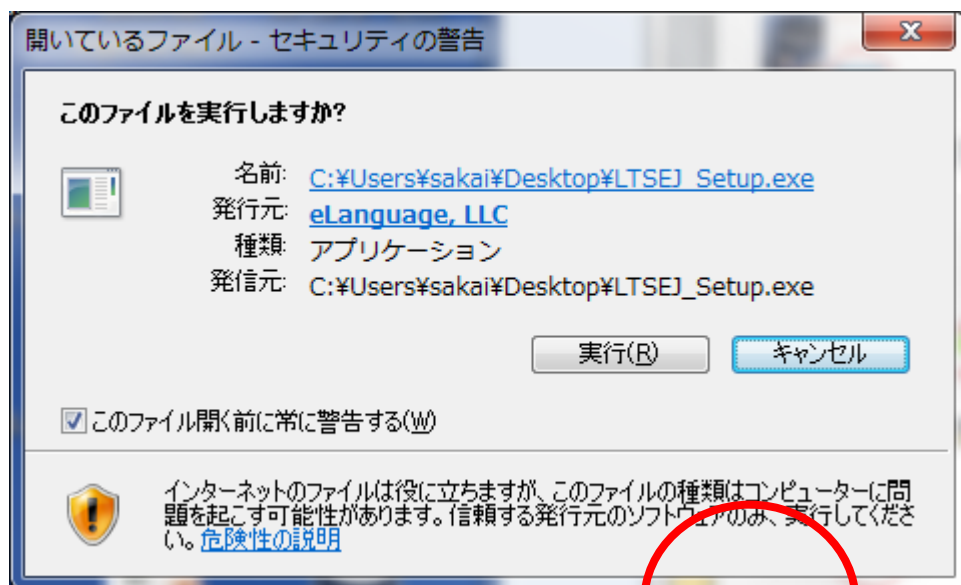 開いているファイル - セキュリティの警告
このファイルを実行しますか?
名前: C:¥Users¥sakai¥Desktop¥LTSEJ_Setup.exe
発行元: eLanguage, LLC
種類: アプリケーション
発信元: C:¥Users¥sakai¥Desktop¥LTSEJ_Setup.exe
実行(R) キャンセル
このファイル開く前に常に警告する(W)
インターネットのファイルは役に立ちますが、このファイルの種類はコンピューターに問
題を起こす可能性があります。信頼する発行元のソフトウェアのみ、実行してくださ
い。危険性の説明